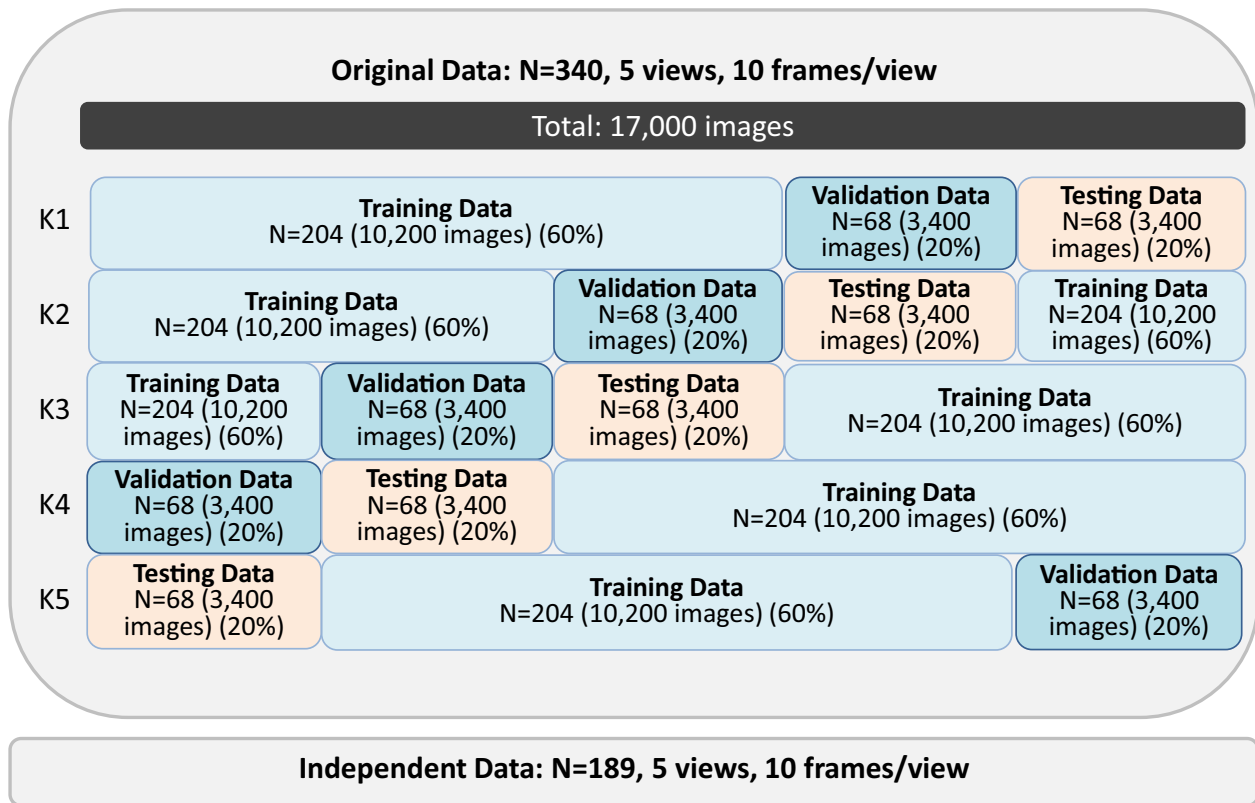 Original Data: N=340, 5 views, 10 frames/view
Total: 17,000 images
K1
Training Data
N=204 (10,200 images) (60%)
Validation Data
N=68 (3,400
images) (20%)
Testing Data
N=68 (3,400
images) (20%)
K2
Training Data
N=204 (10,200 images) (60%)
Validation Data
N=68 (3,400
images) (20%)
Testing Data
N=68 (3,400
images) (20%)
Training Data
N=204 (10,200
images) (60%)
K3
Training Data
N=204 (10,200
images) (60%)
Validation Data
N=68 (3,400
images) (20%)
Testing Data
N=68 (3,400
images) (20%)
Training Data
N=204 (10,200 images) (60%)
K4
Validation Data
N=68 (3,400
images) (20%)
Testing Data
N=68 (3,400
images) (20%)
Training Data
N=204 (10,200 images) (60%)
K5
Testing Data
N=68 (3,400
images) (20%)
Training Data
N=204 (10,200 images) (60%)
Validation Data
N=68 (3,400
images) (20%)
Independent Data: N=189, 5 views, 10 frames/view